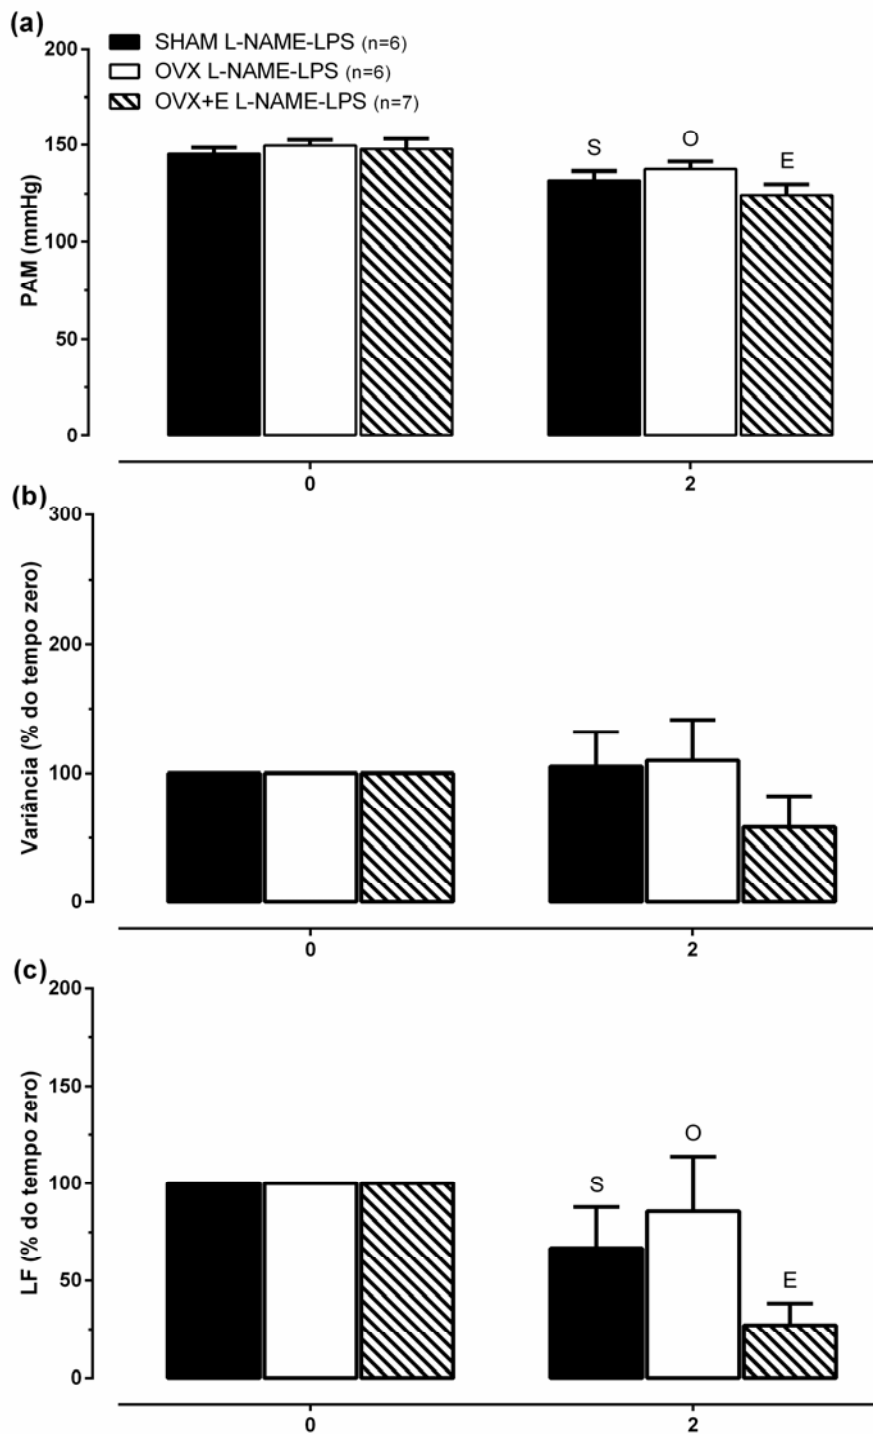 (a)
200
150
100
50
0
PAM (mmHg)
SHAM L-NAME-LPS (n=6)
OVX L-NAME-LPS (n=6)
OVX+E L-NAME-LPS (n=7)
S
O
E
0
2
(b)
300
200
100
0
Variância (% do tempo zero)
0
2
(c)
200
150
100
50
0
LF (% do tempo zero)
S
O
E
0
2